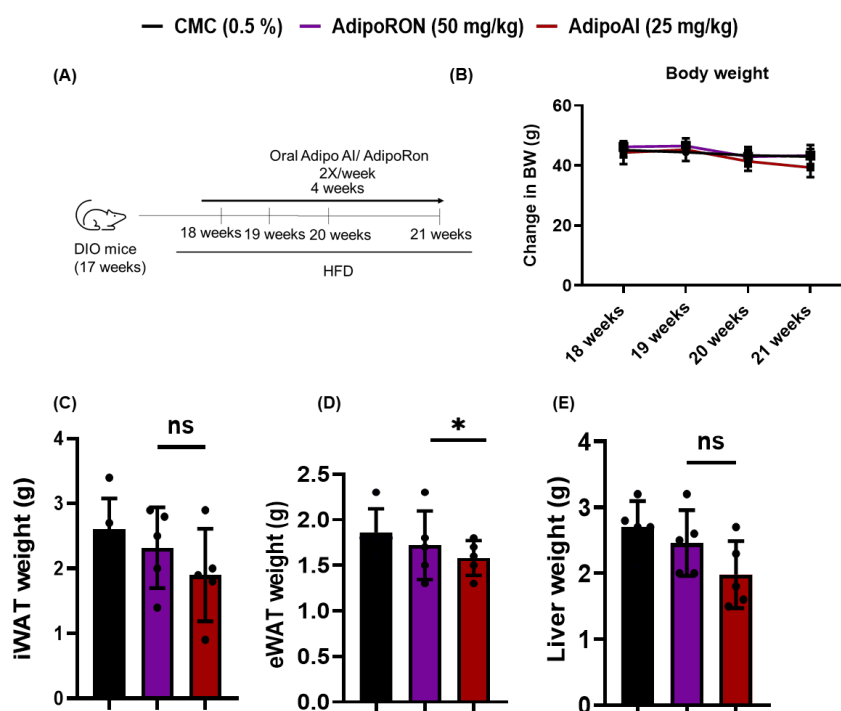 CMC (0.5 %) AdipoRON (50 mg/kg) AdipoAI (25 mg/kg)
(A)
Oral Adipo AI/ AdipoRon
2X/week
4 weeks
DIO mice
(17 weeks)
18 weeks
19 weeks
20 weeks
21 weeks
HFD
(B)
Body weight
Change in BW (g)
60
40
20
0
18 weeks
19 weeks
20 weeks
21 weeks
(C)
ns
iWAT weight (g)
4
3
2
1
0
(D)
*
eWAT weight (g)
2.5
2.0
1.5
1.0
0.5
0.0
(E)
ns
Liver weight (g)
4
3
2
1
0